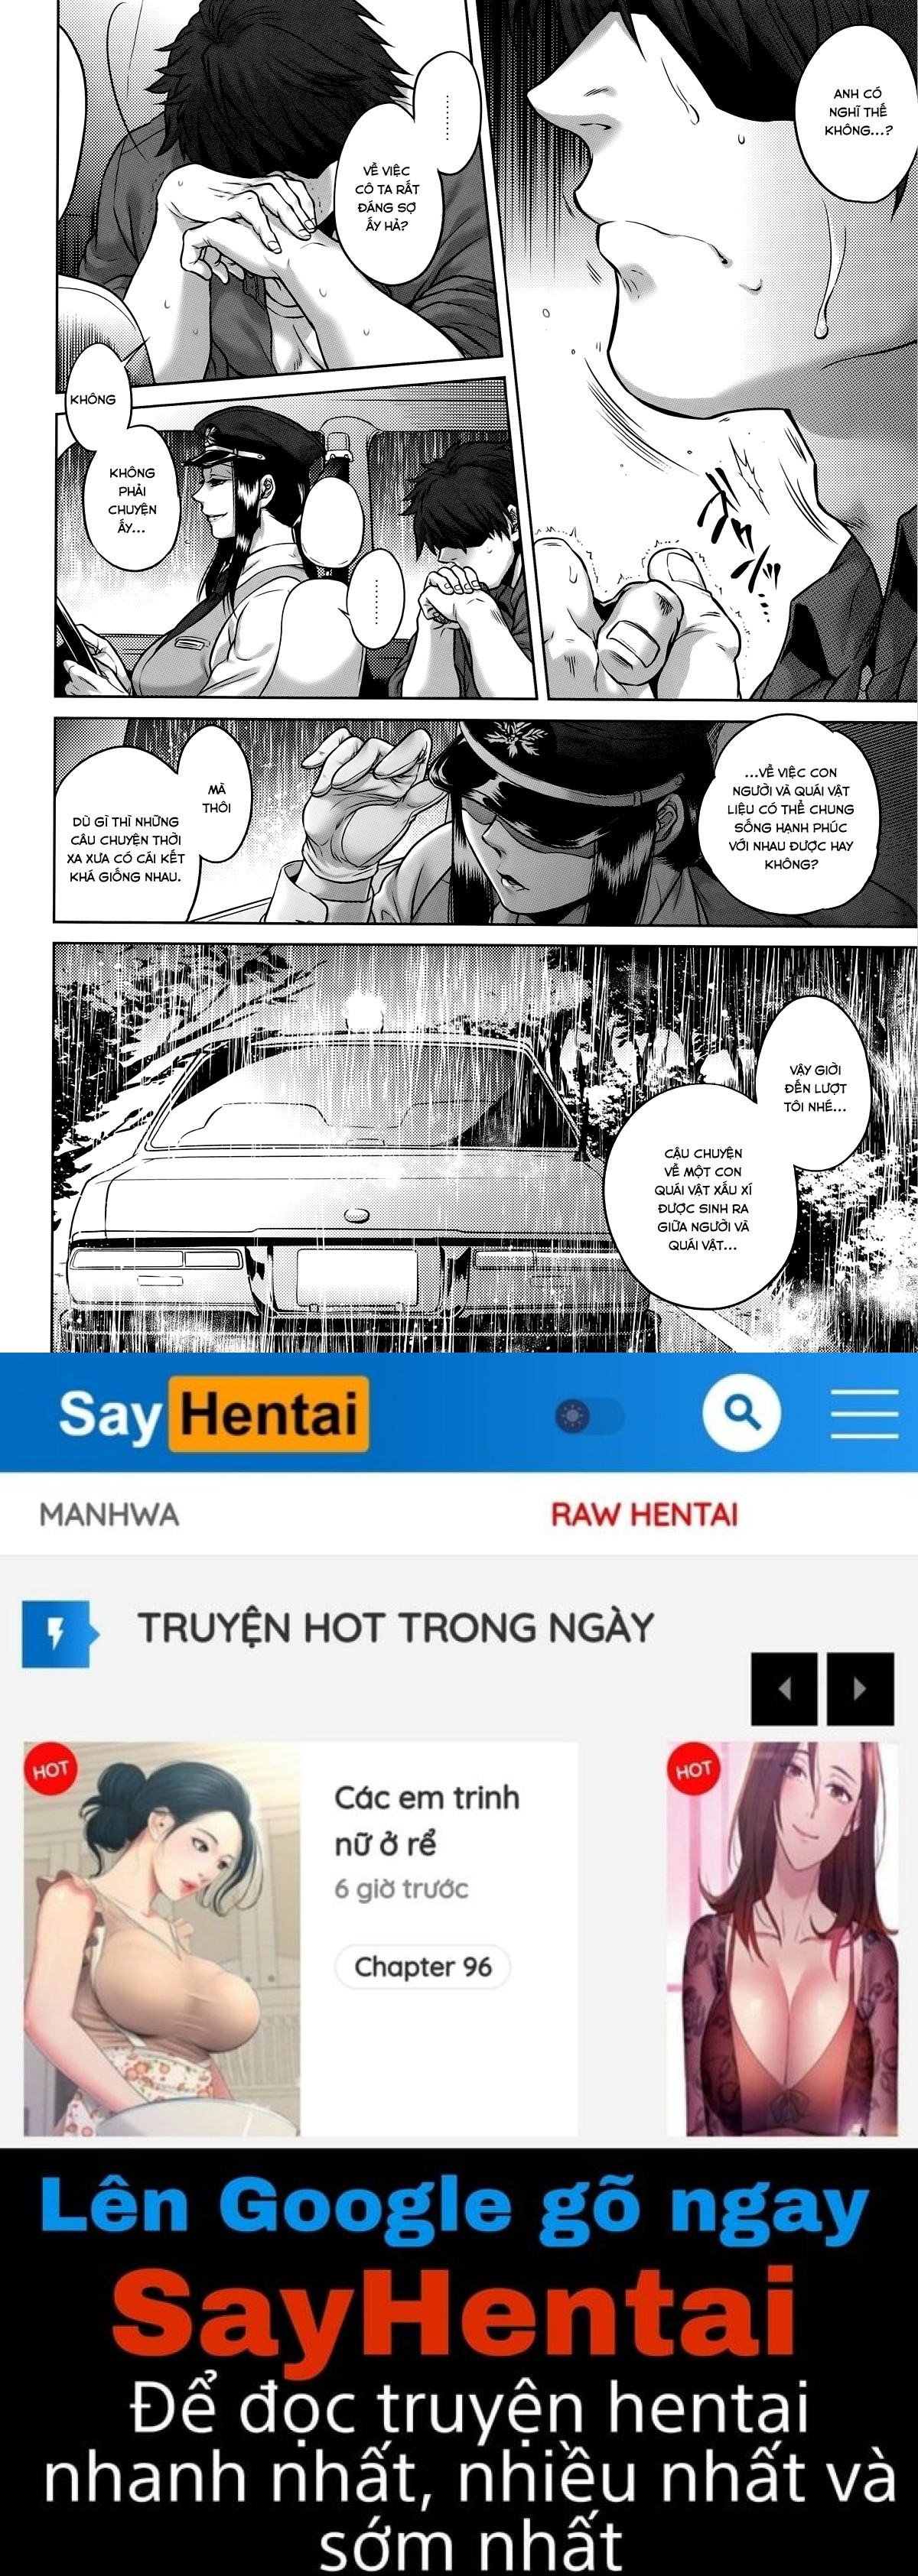 ANH CÓ
NGHĨ THẾ
KHÔNG...?
.........
VỀ VIỆC
CÔ TA RẤT
ĐÁNG SỢ
ẤY HẢ?
KHÔNG
KHÔNG
PHẢI
CHUYỆN
ẤY...
.........
...VỀ VIỆC CON
NGƯỜI VÀ QUÁI VẬT
LIỆU CÓ THỂ CHUNG
SỐNG HẠNH PHÚC
VỚI NHAU ĐƯỢC HAY
KHÔNG?
MÀ
THÔI
DÙ GÌ THÌ NHỮNG
CÂU CHUYỆN THỜI
XA XƯA CÓ CÁI KẾT
KHÁ GIỐNG NHAU.
VẬY GIỜI
ĐẾN LƯỢT
TÔI NHÉ...
CẬU CHUYỆN
VỀ MỘT CON
QUÁI VẬT XẤU XÍ
ĐƯỢC SINH RA
GIỮA NGƯỜI VÀ
QUÁI VẬT...
Say Hentai
MANHWA RAW HENTAI
TRUYỆN HOT TRONG NGÀY
HOT
Các em trinh
nữ ở rể
6 giờ trước
Chapter 96
HOT
Lên Google gõ ngay
SayHentai
Để đọc truyện hentai
nhanh nhất, nhiều nhất và
sớm nhất